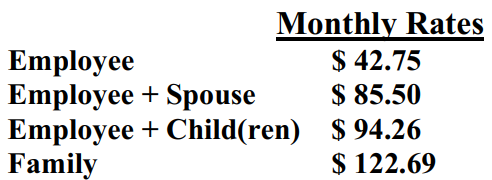 Monthly Rates
Employee $ 42.75
Employee + Spouse $ 85.50
Employee + Child(ren) $ 94.26
Family $ 122.69